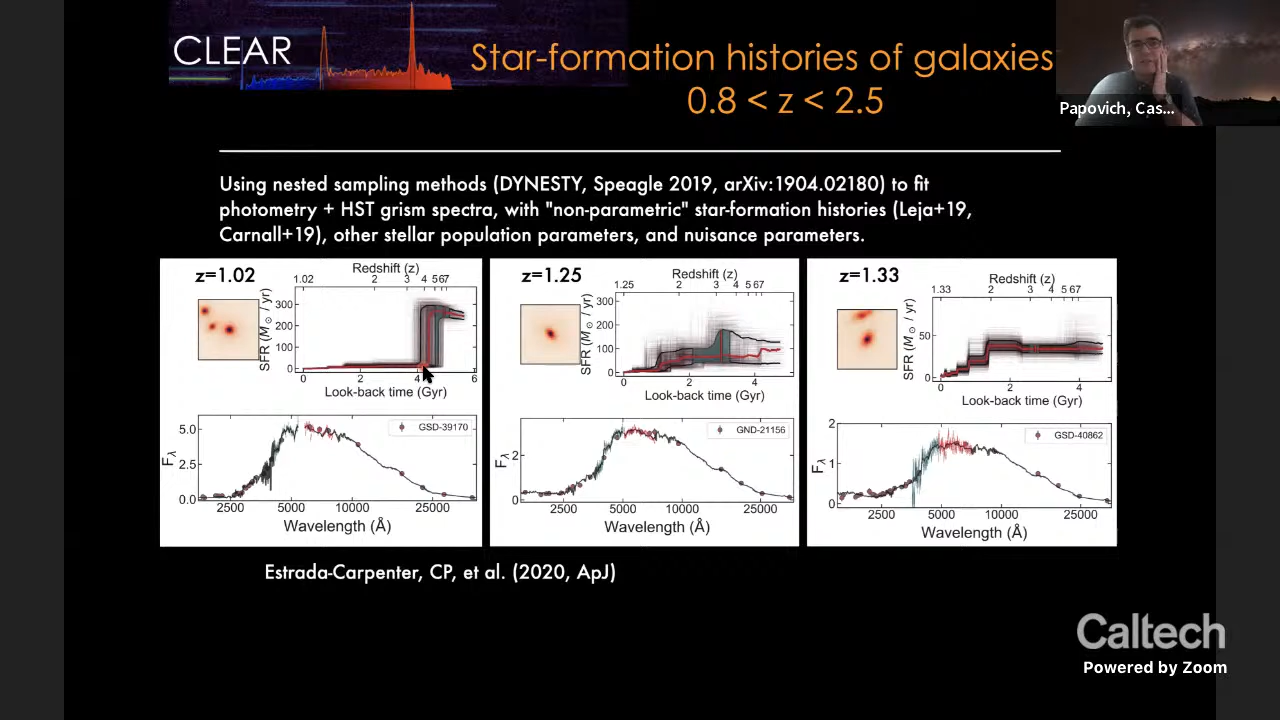 CLEAR
Star-formation histories of galaxies
0.8 < z < 2.5
Papovich, Cas...
Using nested sampling methods (DYNESTY, Speagle 2019, arXiv:1904.02180) to fit
photometry + HST grism spectra, with "non-parametric" star-formation histories (Leja+19,
Carnall+19), other stellar population parameters, and nuisance parameters.
z=1.02
Redshift (z)
1.02 2 3 4 5 6 7
SFR (M☉ / yr)
300
200
100
0
0 2 4 6
Look-back time (Gyr)
GSD-39170
Fλ
5.0
2.5
0.0
2500 5000 10000 25000
Wavelength (Å)
z=1.25
Redshift (z)
1.25 2 3 4 5 6 7
SFR (M☉ / yr)
300
200
100
0
0 2 4
Look-back time (Gyr)
GND-21156
Fλ
2
0
2500 5000 10000 25000
Wavelength (Å)
z=1.33
Redshift (z)
1.33 2 3 4 5 6 7
SFR (M☉ / yr)
50
0
0 2 4
Look-back time (Gyr)
GSD-40862
Fλ
2
1
0
2500 5000 10000 25000
Wavelength (Å)
Estrada-Carpenter, CP, et al. (2020, ApJ)
Caltech
Powered by Zoom